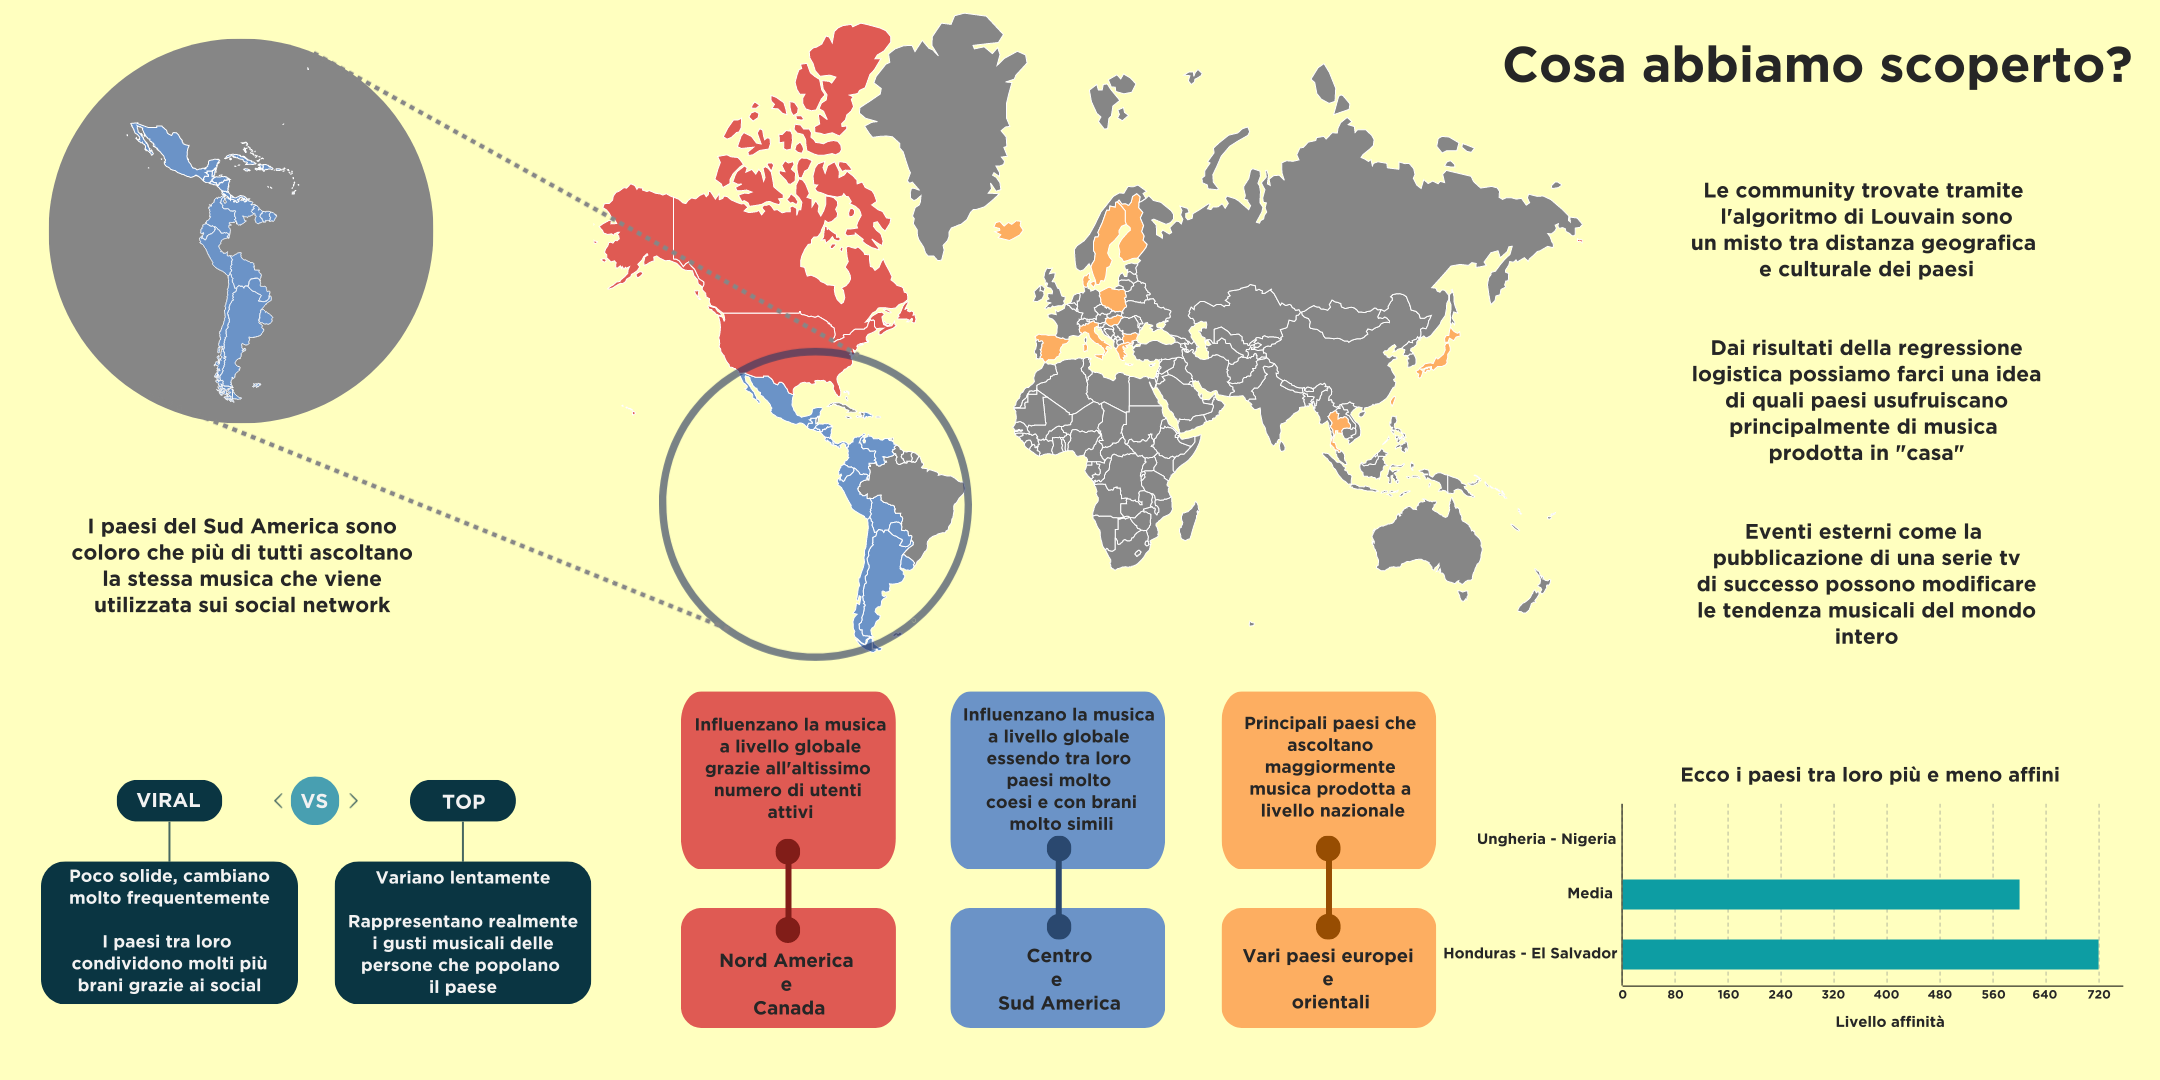 Cosa abbiamo scoperto?
Le community trovate tramite
l'algoritmo di Louvain sono
un misto tra distanza geografica
e culturale dei paesi
Dai risultati della regressione
logistica possiamo farci una idea
di quali paesi usufruiscano
principalmente di musica
prodotta in "casa"
Eventi esterni come la
pubblicazione di una serie tv
di successo possono modificare
le tendenza musicali del mondo
intero
I paesi del Sud America sono
coloro che più di tutti ascoltano
la stessa musica che viene
utilizzata sui social network
VIRAL
VS
TOP
Poco solide, cambiano
molto frequentemente
I paesi tra loro
condividono molti più
brani grazie ai social
Variano lentamente
Rappresentano realmente
i gusti musicali delle
persone che popolano
il paese
Influenzano la musica
a livello globale
grazie all'altissimo
numero di utenti
attivi
Nord America
e
Canada
Influenzano la musica
a livello globale
essendo tra loro
paesi molto
coesi e con brani
molto simili
Centro
e
Sud America
Principali paesi che
ascoltano
maggiormente
musica prodotta a
livello nazionale
Vari paesi europei
e
orientali
Ecco i paesi tra loro più e meno affini
Ungheria - Nigeria
Media
Honduras - El Salvador
0 80 160 240 320 400 480 560 640 720
Livello affinità